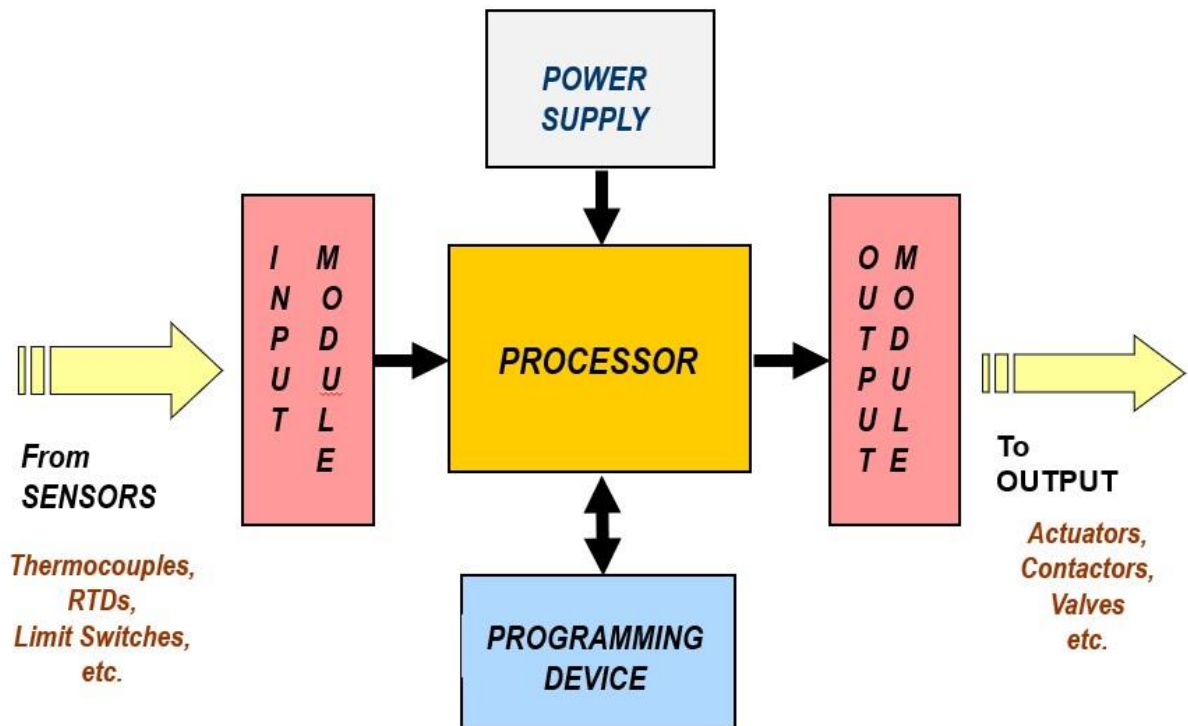 POWER
SUPPLY
INPUT
MODULE
PROCESSOR
OUTPUT
MODULE
From
SENSORS
Thermocouples,
RTDs,
Limit Switches,
etc.
To
OUTPUT
Actuators,
Contactors,
Valves
etc.
PROGRAMMING
DEVICE